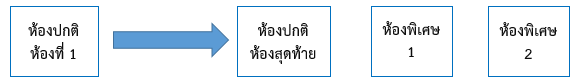 ห้องปกติ
ห้องที่ 1
ห้องปกติ
ห้องสุดท้าย
ห้องพิเศษ
1
ห้องพิเศษ
2